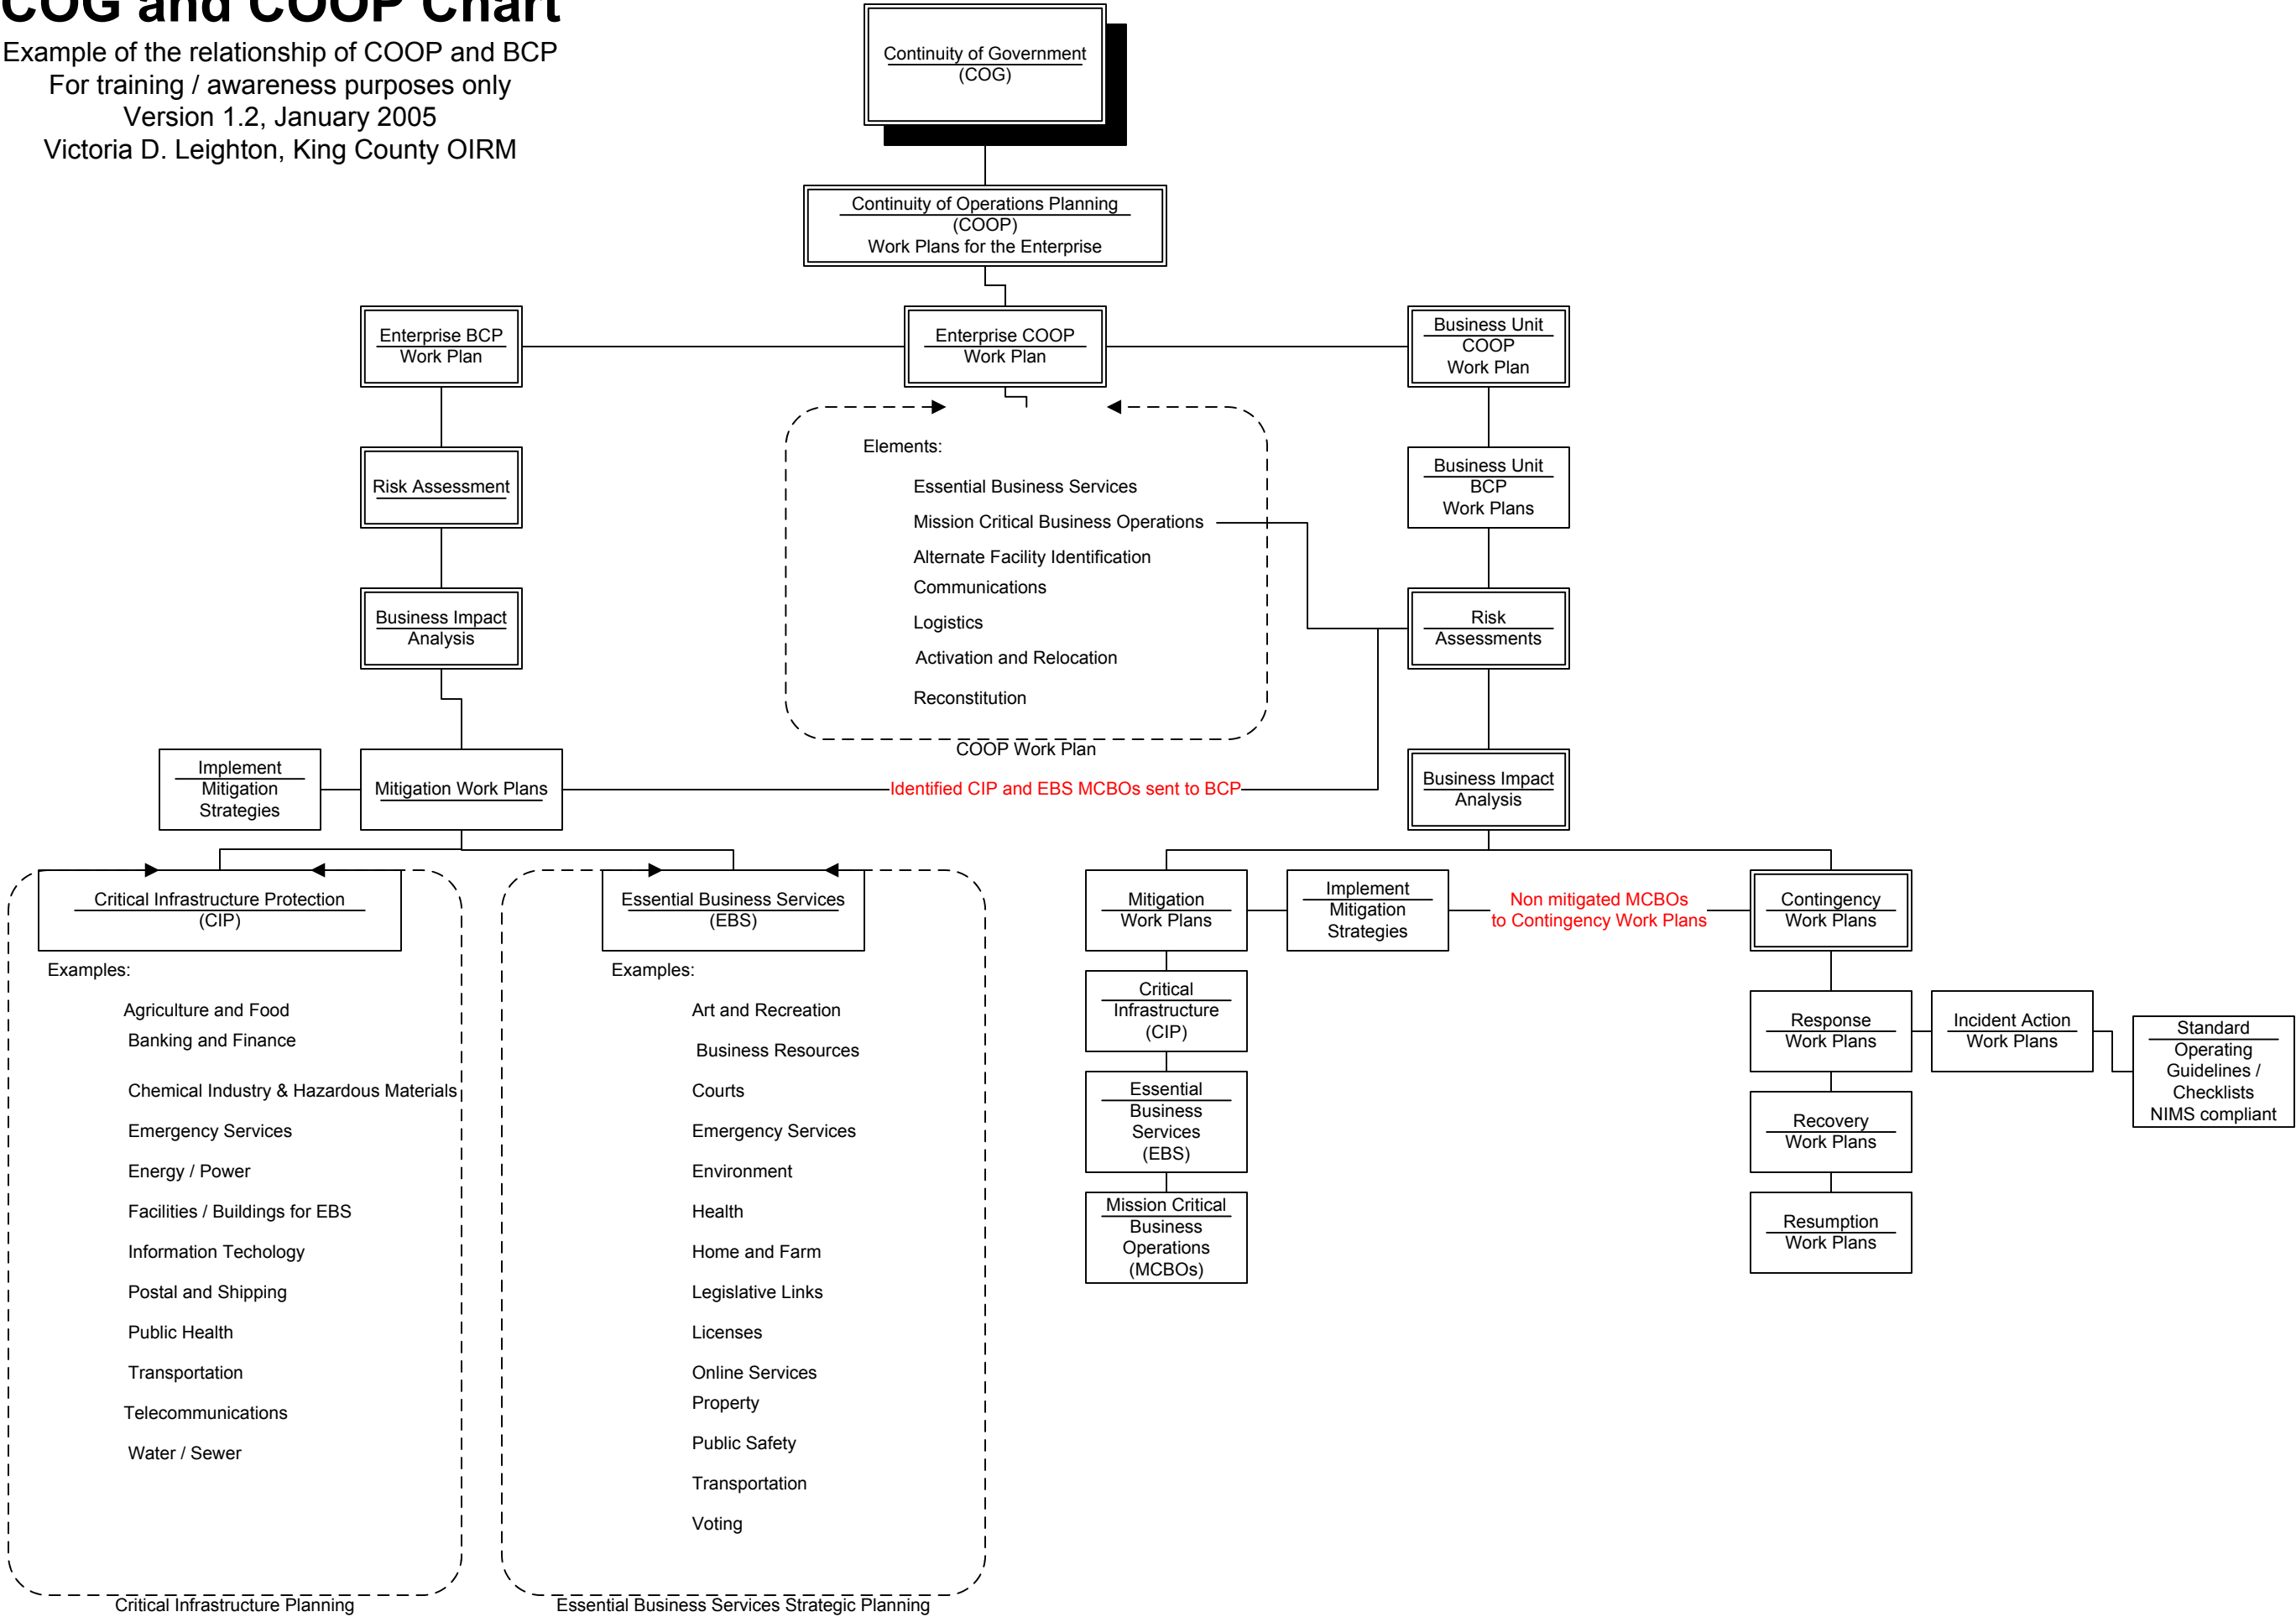 COG and COOP Chart
Example of the relationship of COOP and BCP
For training / awareness purposes only
Version 1.2, January 2005
Victoria D. Leighton, King County OIRM
Continuity of Government
(COG)
Continuity of Operations Planning
(COOP)
Work Plans for the Enterprise
Enterprise BCP
Work Plan
Enterprise COOP
Work Plan
Business Unit
COOP
Work Plan
Risk Assessment
Business Impact
Analysis
Elements:
Essential Business Services
Mission Critical Business Operations
Alternate Facility Identification
Communications
Logistics
Activation and Relocation
Reconstitution
COOP Work Plan
Business Unit
BCP
Work Plans
Risk
Assessments
Business Impact
Analysis
Implement
Mitigation
Strategies
Mitigation Work Plans
Identified CIP and EBS MCBOs sent to BCP
Critical Infrastructure Protection
(CIP)
Examples:
Agriculture and Food
Banking and Finance
Chemical Industry & Hazardous Materials
Emergency Services
Energy / Power
Facilities / Buildings for EBS
Information Techology
Postal and Shipping
Public Health
Transportation
Telecommunications
Water / Sewer
Critical Infrastructure Planning
Essential Business Services
(EBS)
Examples:
Art and Recreation
Business Resources
Courts
Emergency Services
Environment
Health
Home and Farm
Legislative Links
Licenses
Online Services
Property
Public Safety
Transportation
Voting
Essential Business Services Strategic Planning
Mitigation
Work Plans
Implement
Mitigation
Strategies
Non mitigated MCBOs
to Contingency Work Plans
Contingency
Work Plans
Critical
Infrastructure
(CIP)
Essential
Business
Services
(EBS)
Mission Critical
Business
Operations
(MCBOs)
Response
Work Plans
Incident Action
Work Plans
Standard
Operating
Guidelines /
Checklists
NIMS compliant
Recovery
Work Plans
Resumption
Work Plans